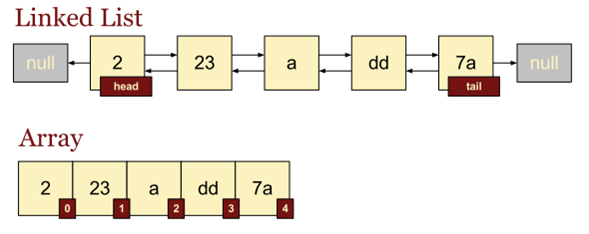 Linked List
null 2 23 a dd 7a null
head tail
Array
2 23 a dd 7a
0 1 2 3 4